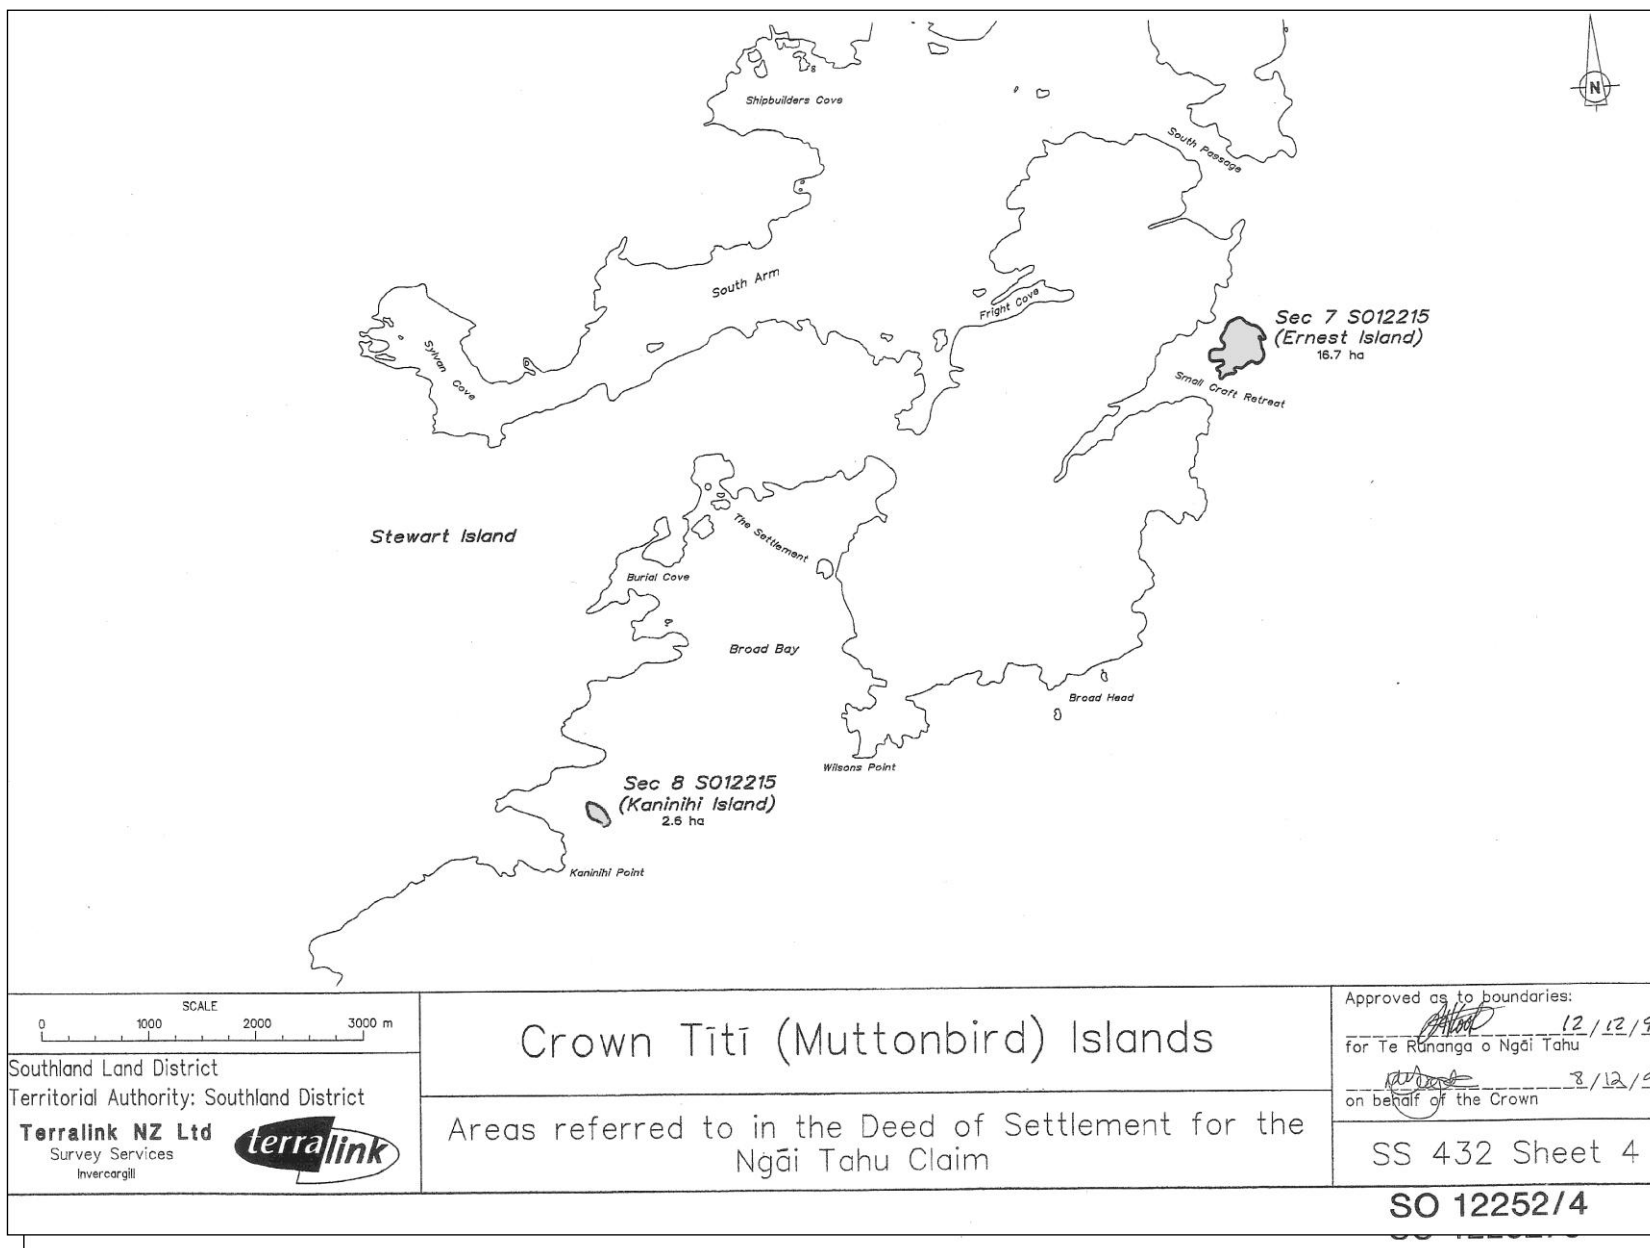 N
Shipbuilders Cove
South Passage
South Arm
Fright Cove
Sec 7 SO12215
(Ernest Island)
16.7 ha
Sylvan Cove
Small Craft Retreat
Stewart Island
The Settlement
Burial Cove
Broad Bay
Broad Head
Wilsons Point
Sec 8 SO12215
(Kaninihi Island)
2.6 ha
Kaninihi Point
SCALE
0 1000 2000 3000 m
Southland Land District
Territorial Authority: Southland District
Terralink NZ Ltd
Survey Services
Invercargill
terralink
Crown Tītī (Muttonbird) Islands
Areas referred to in the Deed of Settlement for the
Ngāi Tahu Claim
Approved as to boundaries:
12/12/9
for Te Rūnanga o Ngāi Tahu
8/12/9
on behalf of the Crown
SS 432 Sheet 4
SO 12252/4